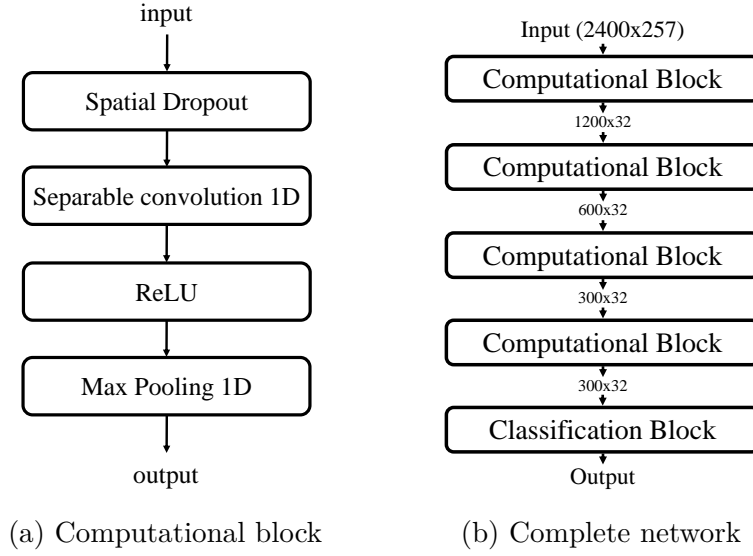 input
Spatial Dropout
Separable convolution 1D
ReLU
Max Pooling 1D
output
(a) Computational block
Input (2400x257)
Computational Block
1200x32
Computational Block
600x32
Computational Block
300x32
Computational Block
300x32
Classification Block
Output
(b) Complete network